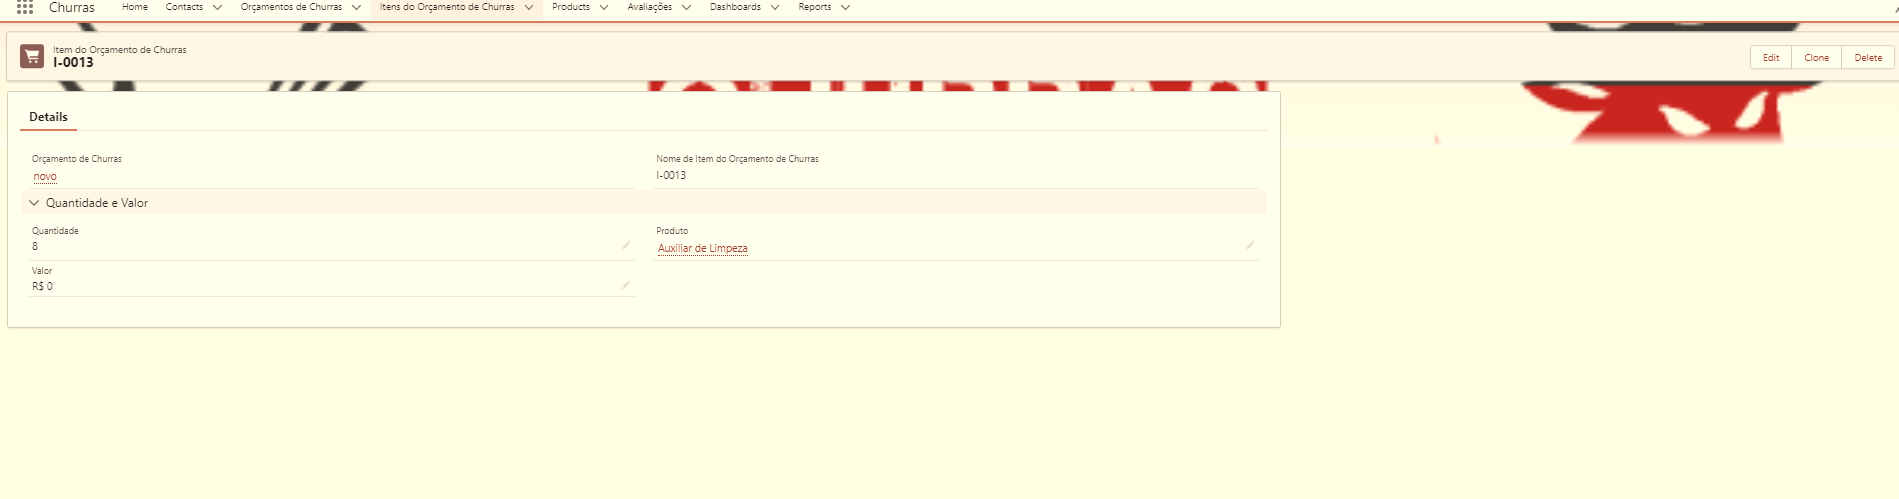 Churras Home Contacts Orçamentos de Churras Itens do Orçamento de Churras Products Avaliações Dashboards Reports
Item do Orçamento de Churras
I-0013
Edit Clone Delete
Details
Orçamento de Churras
novo
Nome de Item do Orçamento de Churras
I-0013
Quantidade e Valor
Quantidade
8
Produto
Auxiliar de Limpeza
Valor
R$ 0